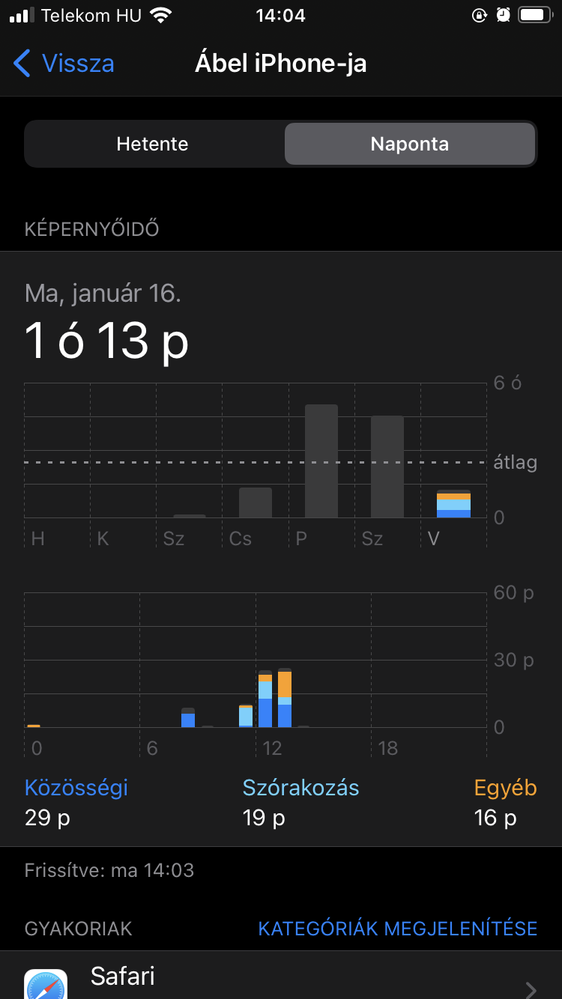 Telekom HU 14:04
Vissza Ábel iPhone-ja
Hetente Naponta
KÉPERNYŐIDŐ
Ma, január 16.
1 ó 13 p
6 ó
átlag
0
H K Sz Cs P Sz V
60 p
30 p
0
0 6 12 18
Közösségi Szórakozás Egyéb
29 p 19 p 16 p
Frissítve: ma 14:03
GYAKORIAK KATEGÓRIÁK MEGJELENÍTÉSE
Safari